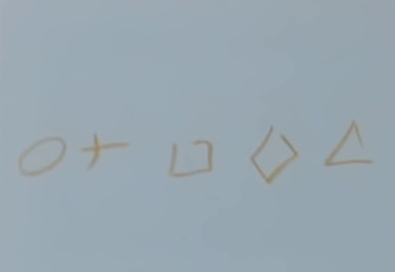 ○ + □ ◇ △